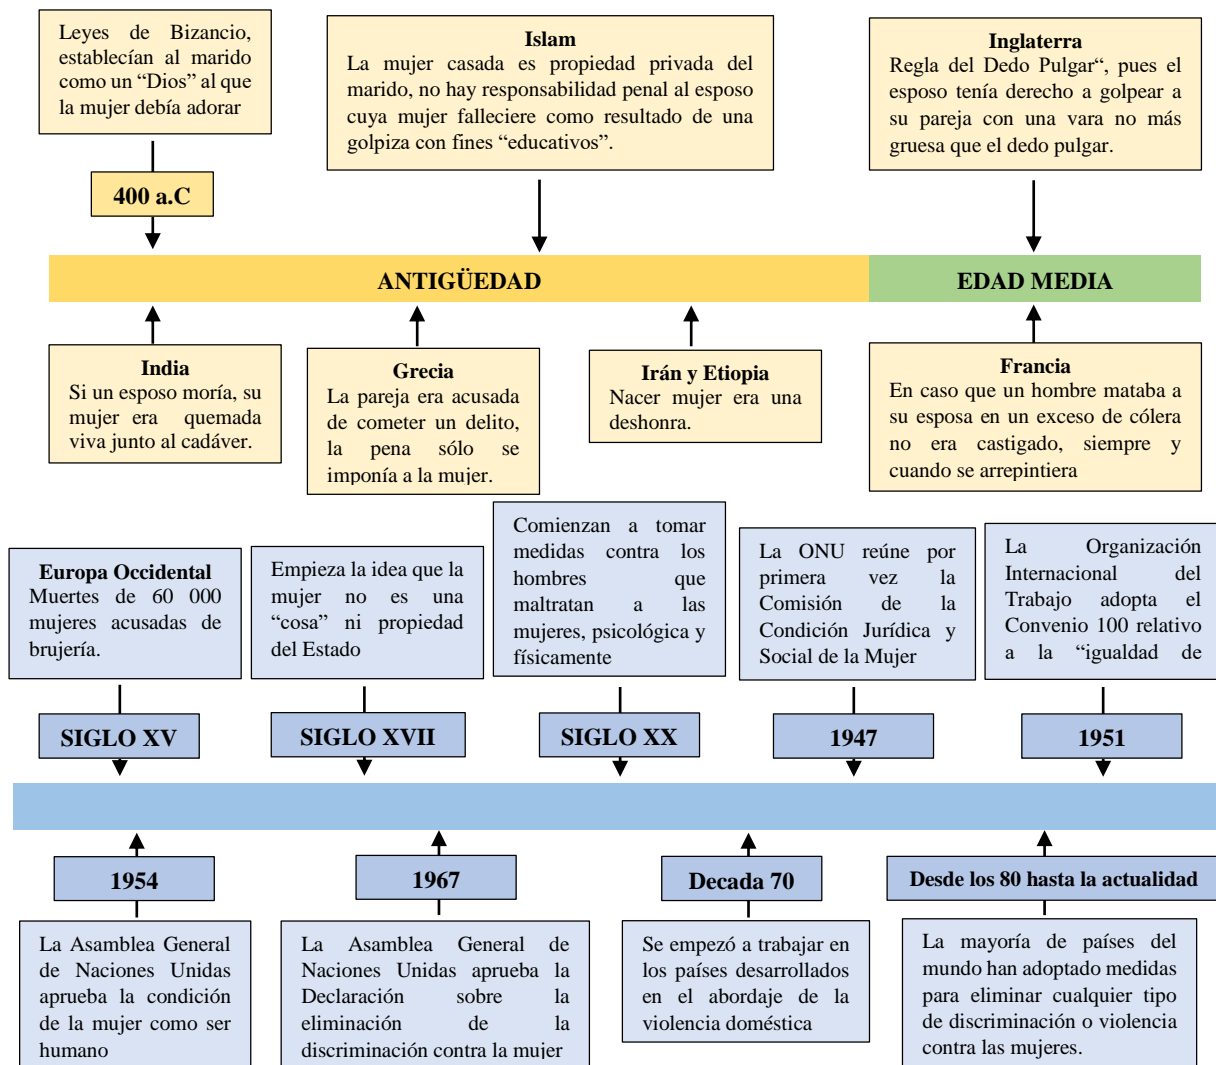 Leyes de Bizancio,
establecían al marido
como un “Dios” al que
la mujer debía adorar
Islam
La mujer casada es propiedad privada del
marido, no hay responsabilidad penal al esposo
cuya mujer falleciere como resultado de una
golpiza con fines “educativos”.
Inglaterra
Regla del Dedo Pulgar“, pues el
esposo tenía derecho a golpear a
su pareja con una vara no más
gruesa que el dedo pulgar.
400 a.C
ANTIGÜEDAD
EDAD MEDIA
India
Si un esposo moría, su
mujer era quemada
viva junto al cadáver.
Grecia
La pareja era acusada
de cometer un delito,
la pena sólo se
imponía a la mujer.
Irán y Etiopia
Nacer mujer era una
deshonra.
Francia
En caso que un hombre mataba a
su esposa en un exceso de cólera
no era castigado, siempre y
cuando se arrepintiera
Europa Occidental
Muertes de 60 000
mujeres acusadas de
brujería.
Empieza la idea que la
mujer no es una
“cosa” ni propiedad
del Estado
Comienzan a tomar
medidas contra los
hombres que
maltratan a las
mujeres, psicológica y
físicamente
La ONU reúne por
primera vez la
Comisión de la
Condición Jurídica y
Social de la Mujer
La Organización
Internacional del
Trabajo adopta el
Convenio 100 relativo
a la “igualdad de
SIGLO XV
SIGLO XVII
SIGLO XX
1947
1951
1954
1967
Decada 70
Desde los 80 hasta la actualidad
La Asamblea General
de Naciones Unidas
aprueba la condición
de la mujer como ser
humano
La Asamblea General de
Naciones Unidas aprueba la
Declaración sobre la
eliminación de la
discriminación contra la mujer
Se empezó a trabajar en
los países desarrollados
en el abordaje de la
violencia doméstica
La mayoría de países del
mundo han adoptado medidas
para eliminar cualquier tipo
de discriminación o violencia
contra las mujeres.